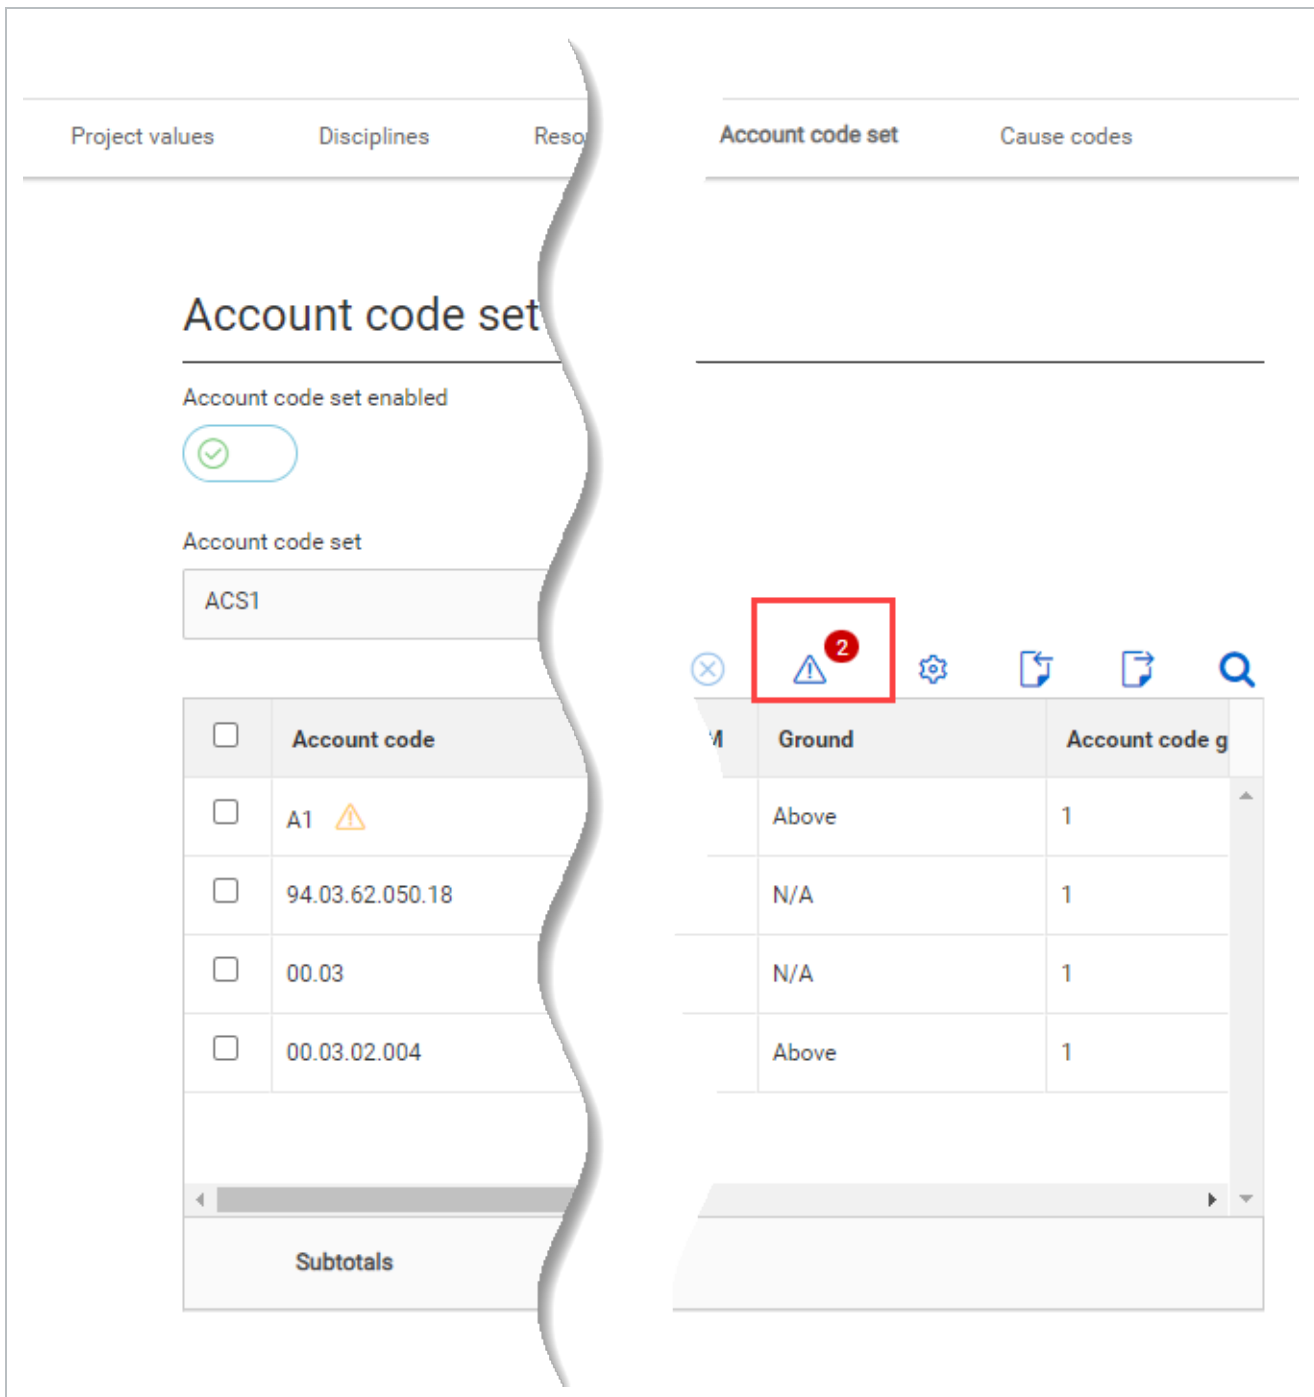 Project values Disciplines Account code set Cause codes
Account code set
Account code set enabled
Account code set
ACS1
2
Account code Ground Account code g
A1 Above 1
94.03.62.050.18 N/A 1
00.03 N/A 1
00.03.02.004 Above 1
Subtotals